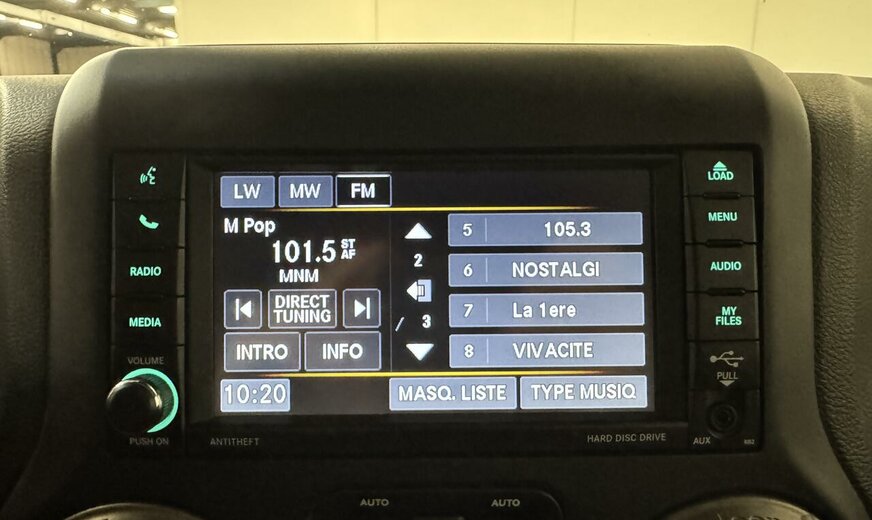 LW MW FM
M Pop
101.5 ST AF
MNM
DIRECT TUNING
INTRO INFO
10:20
2
/ 3
5 105.3
6 NOSTALGI
7 La 1ere
8 VIVACITE
MASQ. LISTE TYPE MUSIQ
RADIO
MEDIA
VOLUME
PUSH ON
ANTITHEFT
HARD DISC DRIVE
LOAD
MENU
AUDIO
MY FILES
PULL
AUX
AUTO AUTO